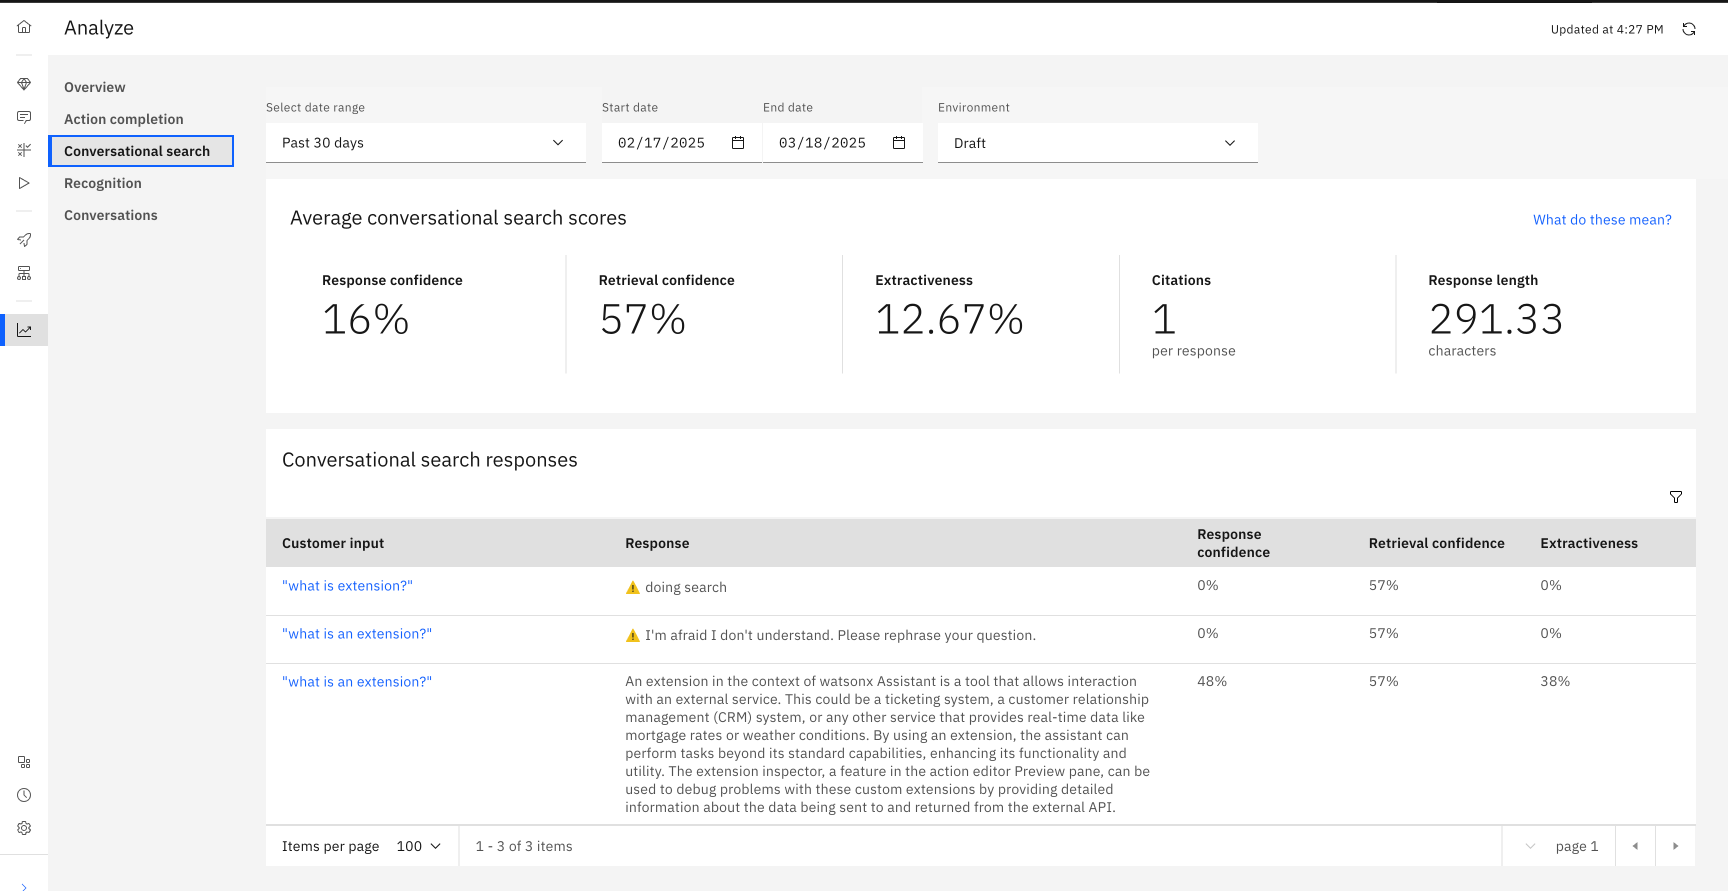 Analyze
Updated at 4:27 PM
Overview
Action completion
Conversational search
Recognition
Conversations
Select date range
Start date
End date
Environment
Past 30 days
02/17/2025
03/18/2025
Draft
Average conversational search scores
What do these mean?
Response confidence
16%
Retrieval confidence
57%
Extractiveness
12.67%
Citations
1
per response
Response length
291.33
characters
Conversational search responses
Customer input
Response
Response
confidence
Retrieval confidence
Extractiveness
"what is extension?"
doing search
0%
57%
0%
"what is an extension?"
I'm afraid I don't understand. Please rephrase your question.
0%
57%
0%
"what is an extension?"
An extension in the context of watsonx Assistant is a tool that allows interaction
with an external service. This could be a ticketing system, a customer relationship
management (CRM) system, or any other service that provides real-time data like
mortgage rates or weather conditions. By using an extension, the assistant can
perform tasks beyond its standard capabilities, enhancing its functionality and
utility. The extension inspector, a feature in the action editor Preview pane, can be
used to debug problems with these custom extensions by providing detailed
information about the data being sent to and returned from the external API.
48%
57%
38%
Items per page
100
1 - 3 of 3 items
page 1